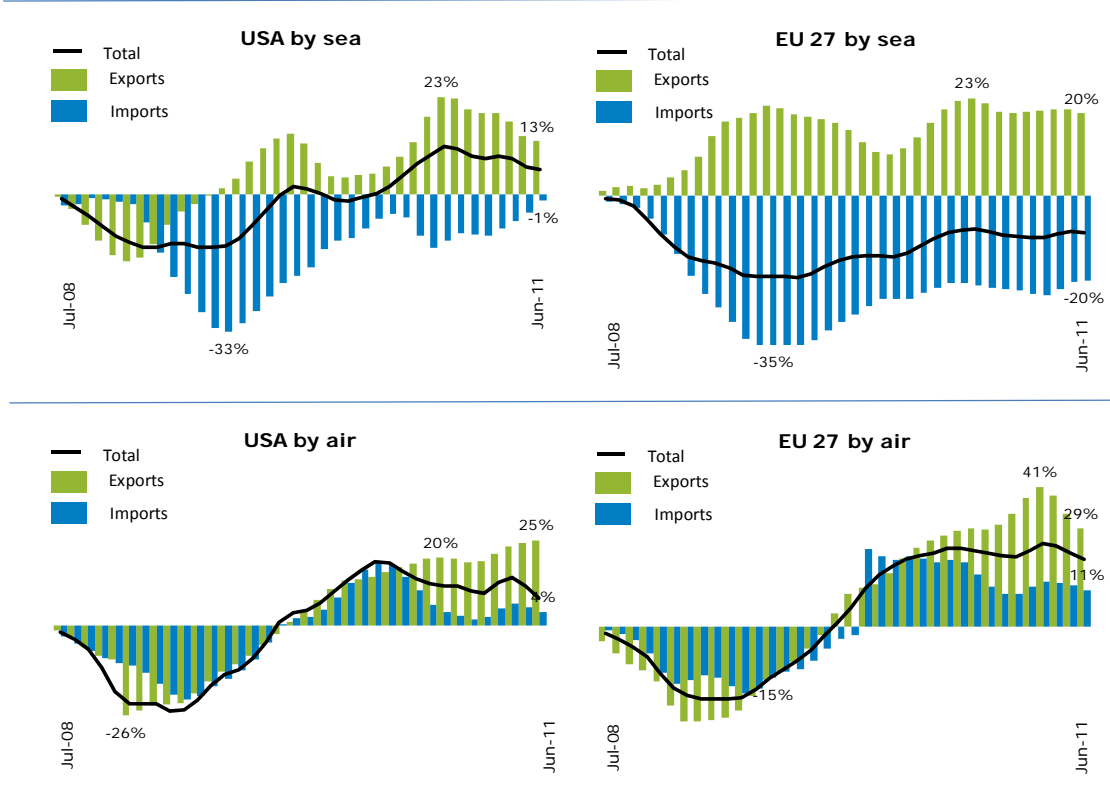 USA by sea
Total
Exports
Imports
23%
13%
-1%
-33%
Jul-08
Jun-11
EU 27 by sea
Total
Exports
Imports
23%
20%
-20%
-35%
Jul-08
Jun-11
USA by air
Total
Exports
Imports
25%
20%
4%
-26%
Jul-08
Jun-11
EU 27 by air
Total
Exports
Imports
41%
29%
11%
-15%
Jul-08
Jun-11